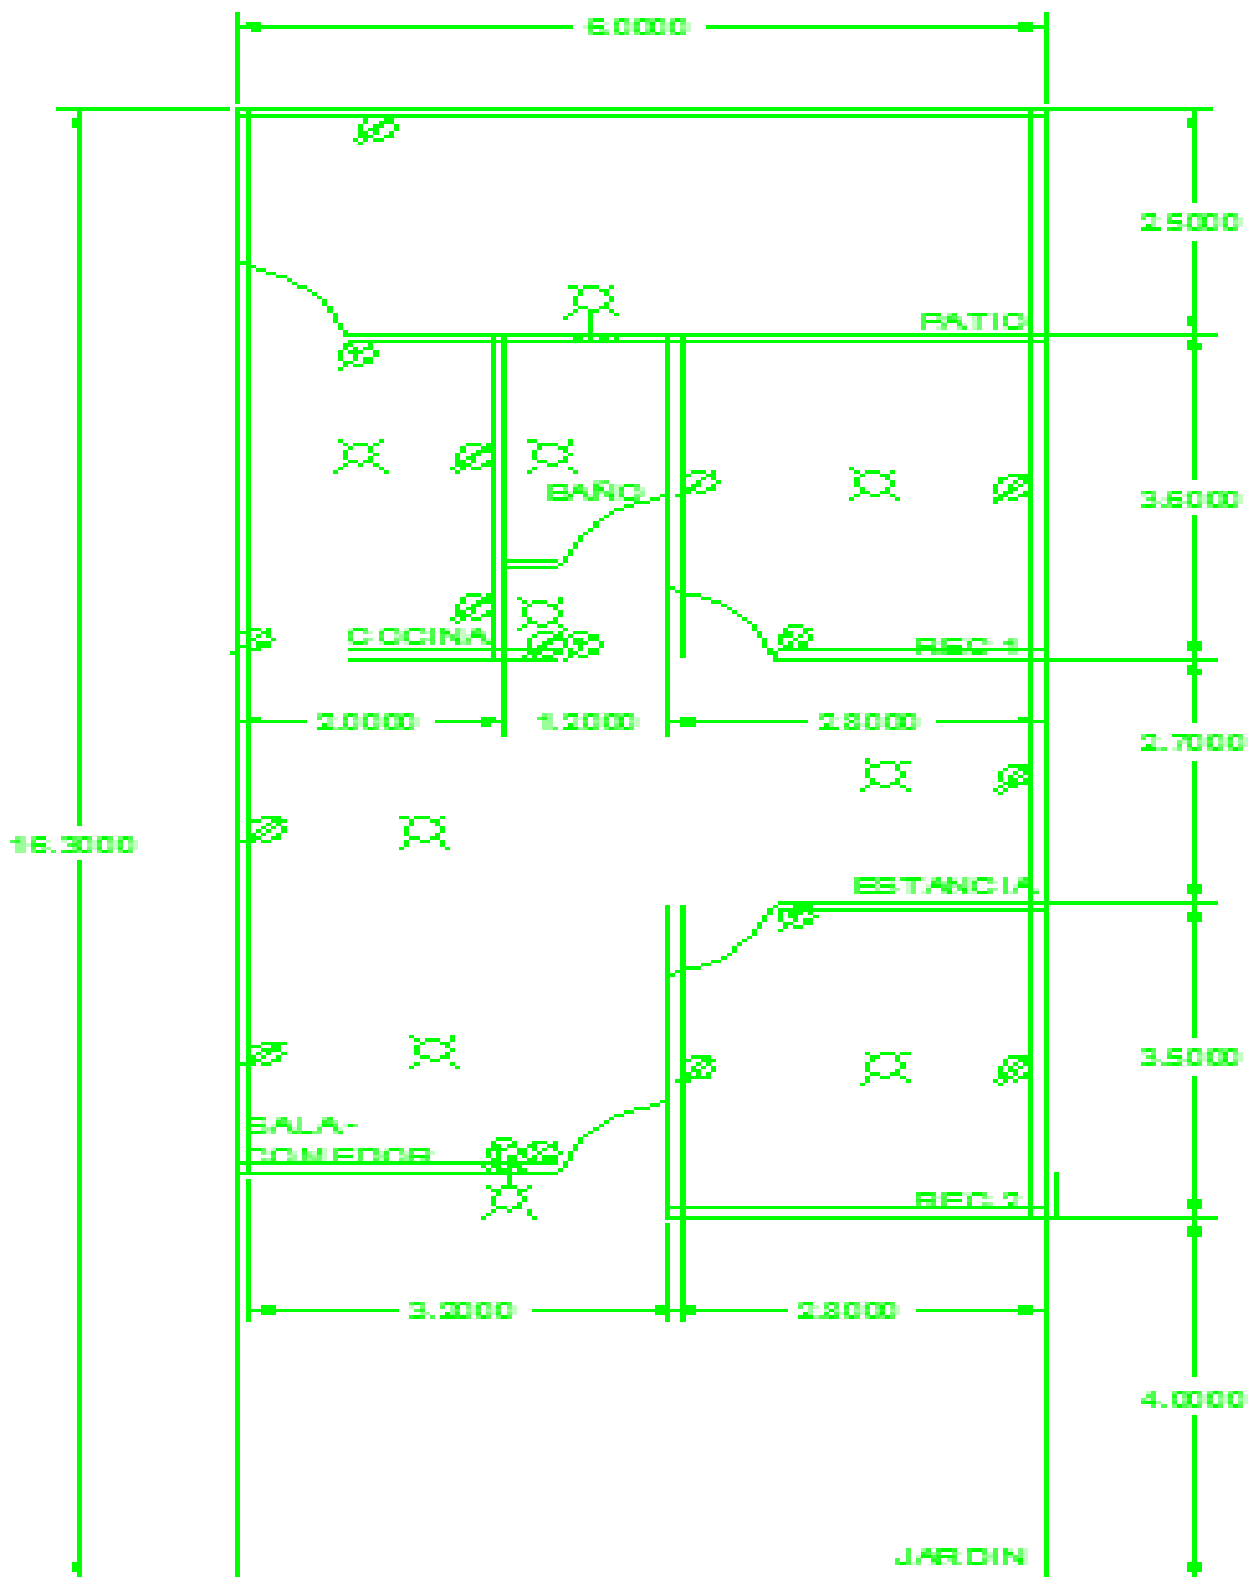 6.0000
2.5000
PATIO
BAÑO
3.6000
COCINA
REC 1
2.0000
1.2000
2.8000
2.7000
16.3000
ESTANCIA
3.5000
SALA-
COMEDOR
REC 2
3.2000
2.8000
4.0000
JARDIN